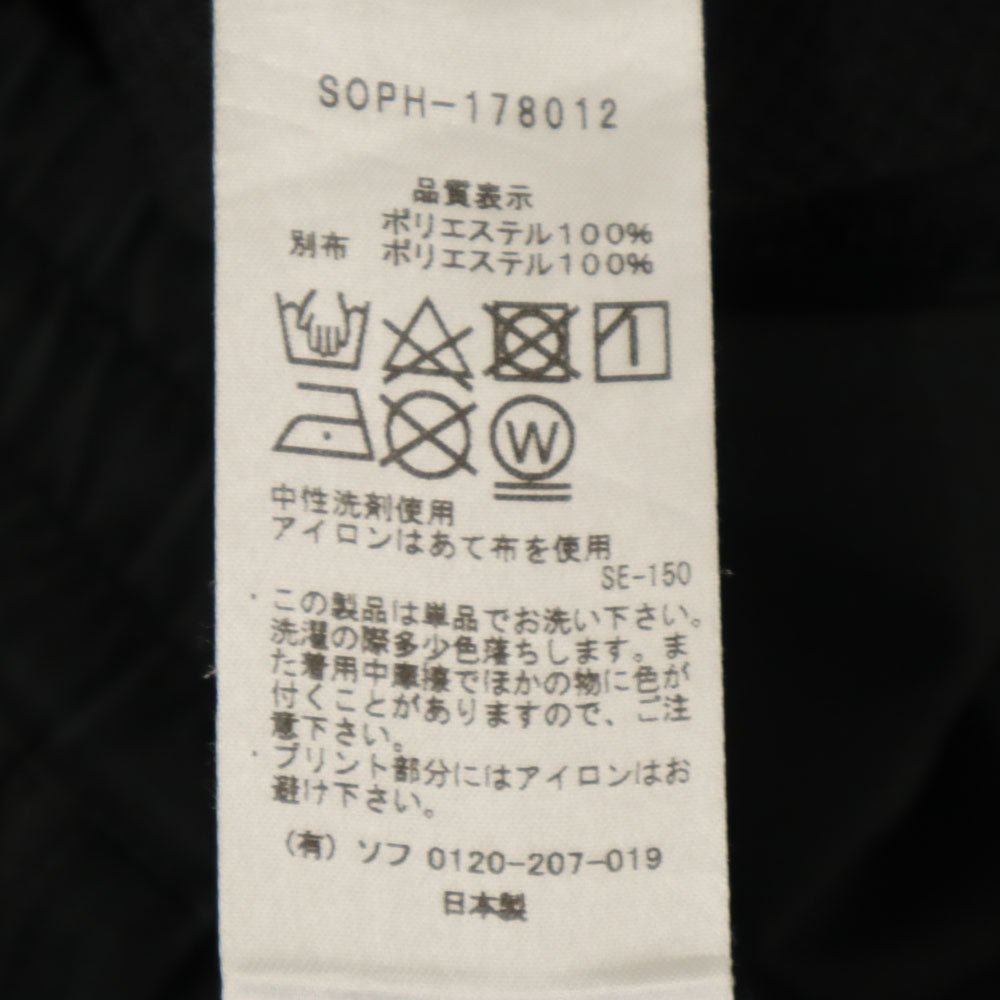 SOPH-178012
品質表示
ポリエステル100%
別布 ポリエステル100%
W
中性洗剤使用
アイロンはあて布を使用
SE-150
・この製品は単品でお洗い下さい。
洗濯の際多少色落ちします。ま
た着用中摩擦でほかの物に色が
付くことがありますので、ご注
意下さい。
・プリント部分にはアイロンはお
避け下さい。
(有) ソフ 0120-207-019
日本製